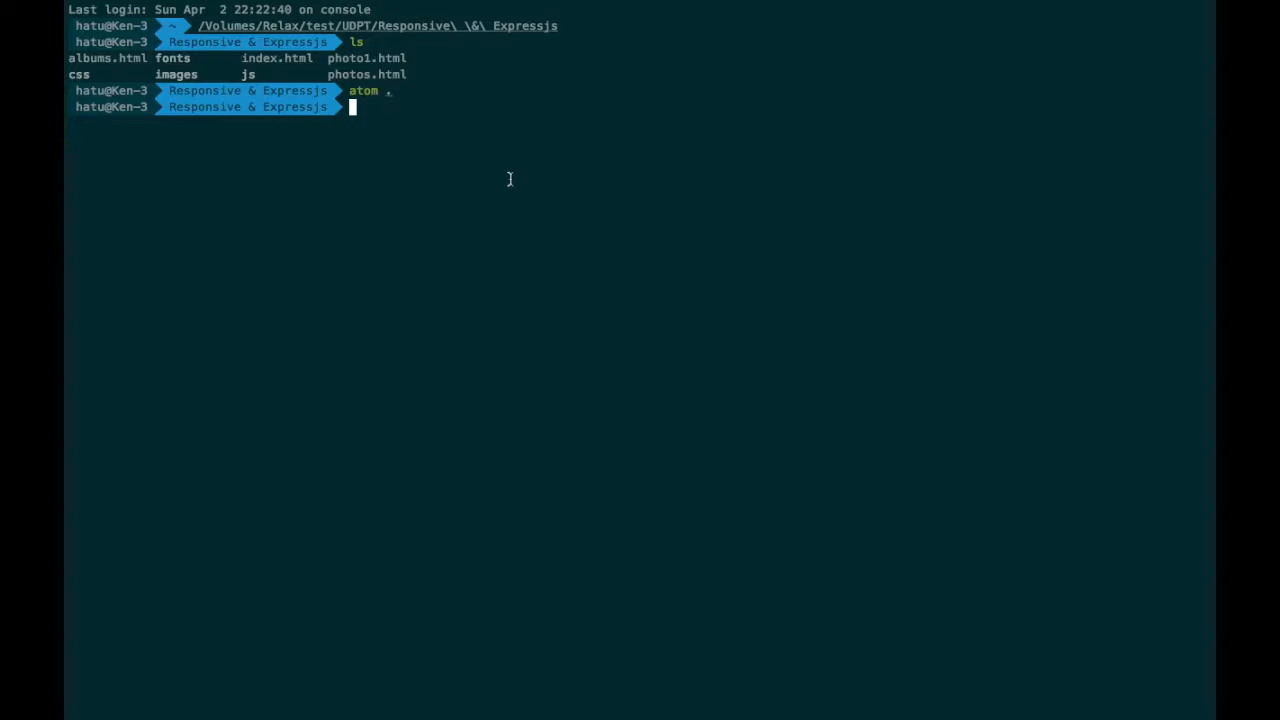 Last login: Sun Apr  2 22:22:40 on console
hatu@Ken-3 ~ /Volumes/Relax/test/UDPT/Responsive\ \&\ Expressjs
hatu@Ken-3 Responsive & Expressjs ls
albums.html fonts index.html photo1.html
css images js photos.html
hatu@Ken-3 Responsive & Expressjs atom .
hatu@Ken-3 Responsive & Expressjs